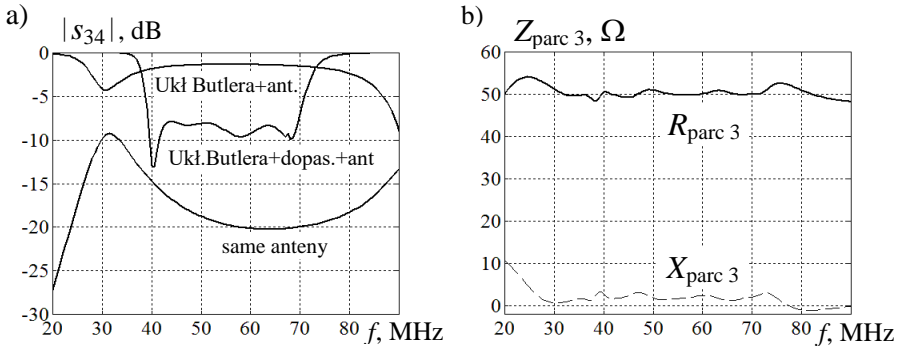 a)
|s34|, dB
0
-5
-10
-15
-20
-25
-30
20 30 40 50 60 70 80
f, MHz
Ukł Butlera+ant.
Ukł.Butlera+dopas.+ant
same anteny
b)
Zparc 3, Ω
60
50
40
30
20
10
0
20 30 40 50 60 70 80
f, MHz
Rparc 3
Xparc 3